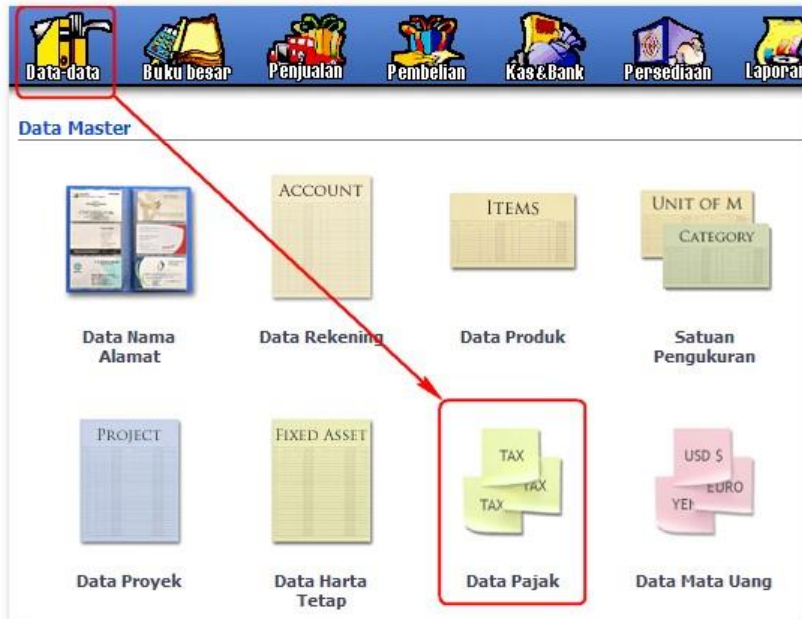 Data-data Buku besar Penjualan Pembelian Kas&Bank Persediaan Lapora
Data Master
ACCOUNT
ITEMS
UNIT OF M
CATEGORY
Data Nama
Alamat
Data Rekening
Data Produk
Satuan
Pengukuran
PROJECT
FIXED ASSET
TAX
TAX
TAX
USD $
EURO
YEN
Data Proyek
Data Harta
Tetap
Data Pajak
Data Mata Uang